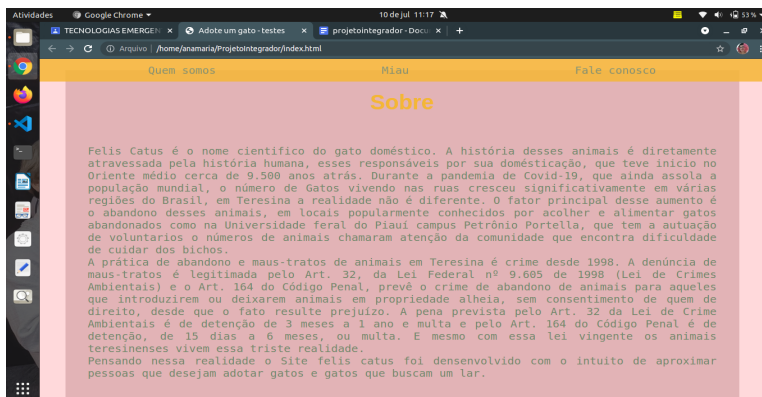 Atividades
Google Chrome
10 de jul 11:17
53 %
TECNOLOGIAS EMERGEN
Adote um gato - testes
projetointegrador - Docu
Arquivo | /home/anamaria/ProjetoIntegrador/index.html
Quem somos
Miau
Fale conosco
Sobre
Felis Catus é o nome cientifico do gato doméstico. A história desses animais é diretamente
atravessada pela história humana, esses responsáveis por sua domésticação, que teve inicio no
Oriente médio cerca de 9.500 anos atrás. Durante a pandemia de Covid-19, que ainda assola a
população mundial, o número de Gatos vivendo nas ruas cresceu significativamente em várias
regiões do Brasil, em Teresina a realidade não é diferente. O fator principal desse aumento é
o abandono desses animais, em locais popularmente conhecidos por acolher e alimentar gatos
abandonados como na Universidade feral do Piauí campus Petrônio Portella, que tem a autuação
de voluntarios o números de animais chamaram atenção da comunidade que encontra dificuldade
de cuidar dos bichos.
A prática de abandono e maus-tratos de animais em Teresina é crime desde 1998. A denúncia de
maus-tratos é legitimada pelo Art. 32, da Lei Federal nº 9.605 de 1998 (Lei de Crimes
Ambientais) e o Art. 164 do Código Penal, prevê o crime de abandono de animais para aqueles
que introduzirem ou deixarem animais em propriedade alheia, sem consentimento de quem de
direito, desde que o fato resulte prejuízo. A pena prevista pelo Art. 32 da Lei de Crime
Ambientais é de detenção de 3 meses a 1 ano e multa e pelo Art. 164 do Código Penal é de
detenção, de 15 dias a 6 meses, ou multa. E mesmo com essa lei vingente os animais
teresinenses vivem essa triste realidade.
Pensando nessa realidade o Site felis catus foi densenvolvido com o intuito de aproximar
pessoas que desejam adotar gatos e gatos que buscam um lar.